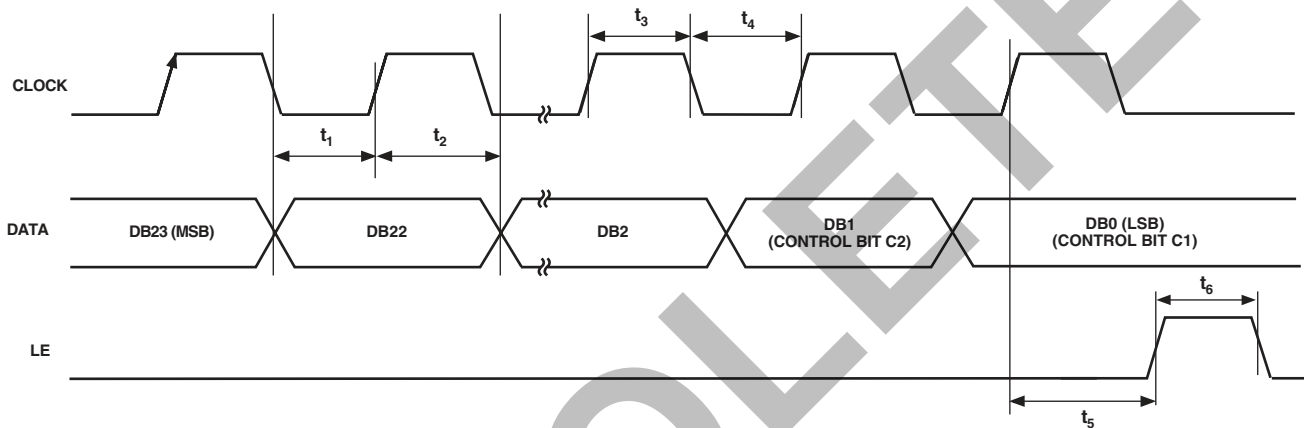 t3
t4
CLOCK
t1
t2
DATA
DB23 (MSB)
DB22
DB2
DB1
(CONTROL BIT C2)
DB0 (LSB)
(CONTROL BIT C1)
t6
LE
t5
OLETE